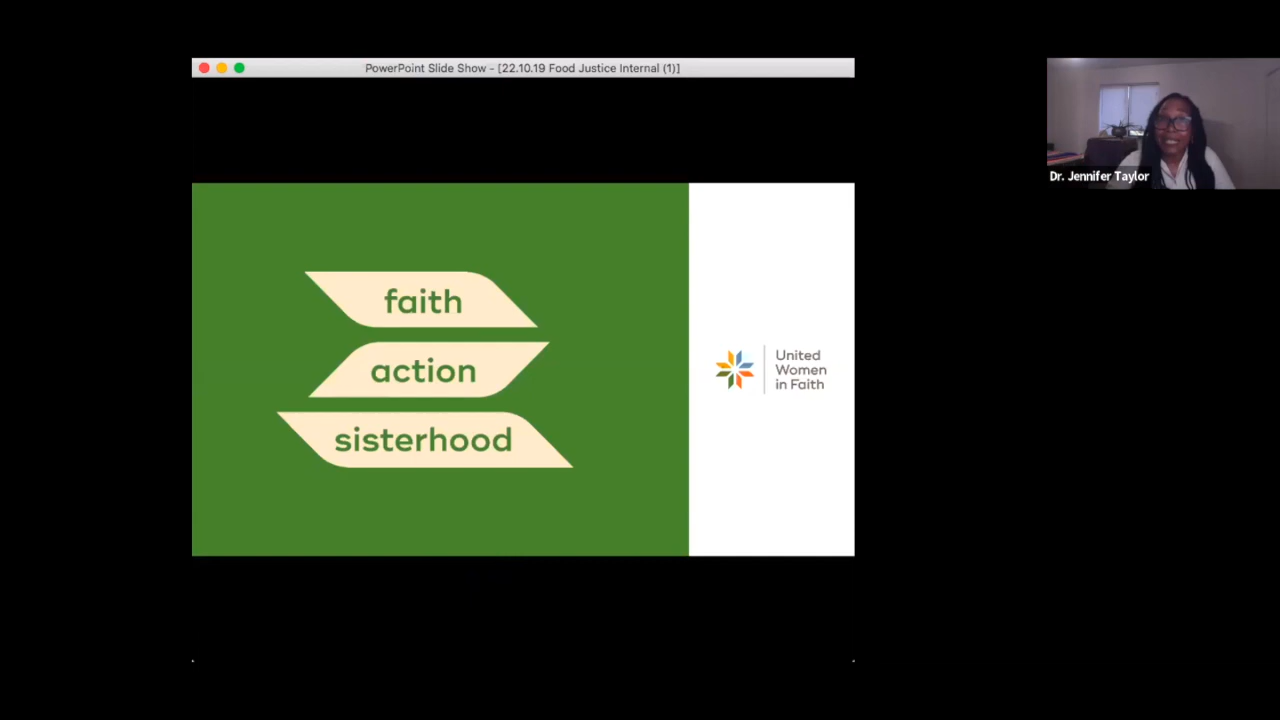 PowerPoint Slide Show - [22.10.19 Food Justice Internal (1)]
Dr. Jennifer Taylor
faith
action
sisterhood
United
Women
in Faith